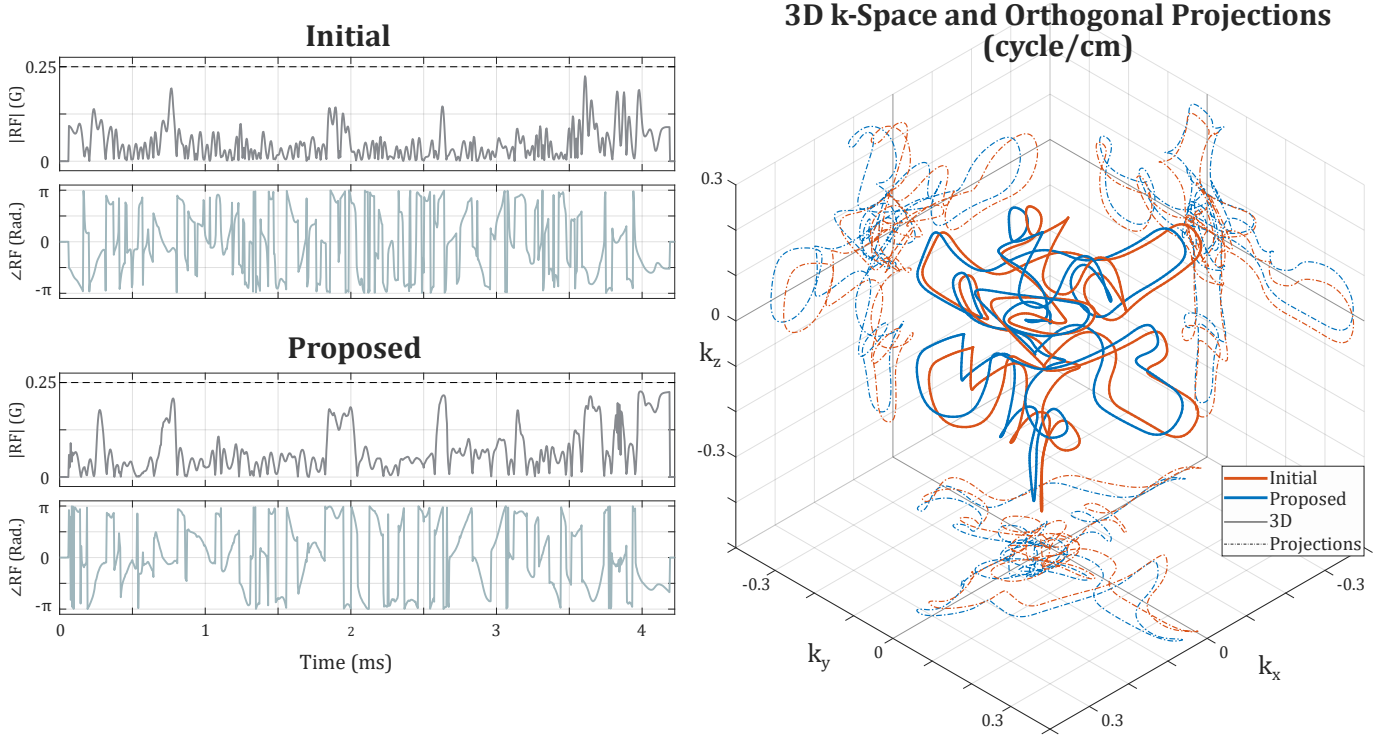 Initial
0.25
|RF| (G)
0
π
∠RF (Rad.)
0
-π
Proposed
0.25
|RF| (G)
0
π
∠RF (Rad.)
0
-π
0
1
2
3
4
Time (ms)
3D k-Space and Orthogonal Projections
(cycle/cm)
0.3
0
k_z
-0.3
-0.3
k_y
0
0.3
0.3
k_x
0
-0.3
Initial
Proposed
3D
Projections